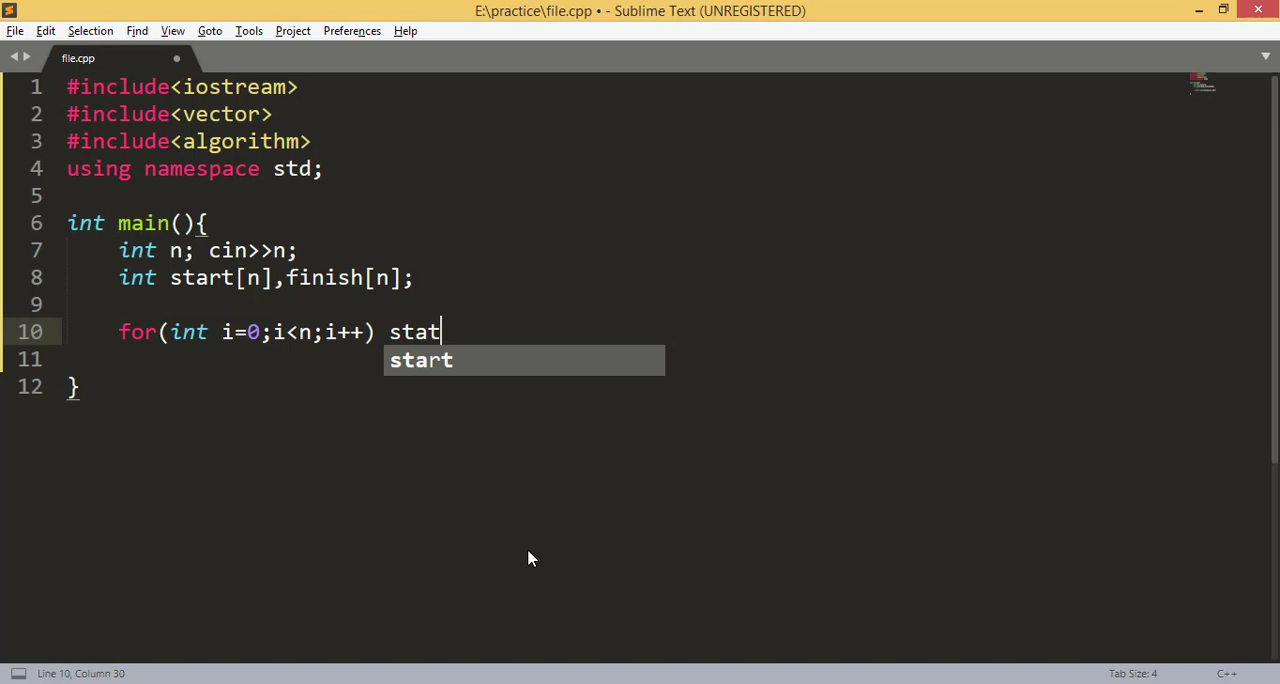 E:\practice\file.cpp • - Sublime Text (UNREGISTERED)
File Edit Selection Find View Goto Tools Project Preferences Help
file.cpp
1 #include<iostream>
2 #include<vector>
3 #include<algorithm>
4 using namespace std;
5
6 int main(){
7 int n; cin>>n;
8 int start[n],finish[n];
9
10 for(int i=0;i<n;i++) stat
11 start
12 }
Line 10, Column 30 Tab Size: 4 C++